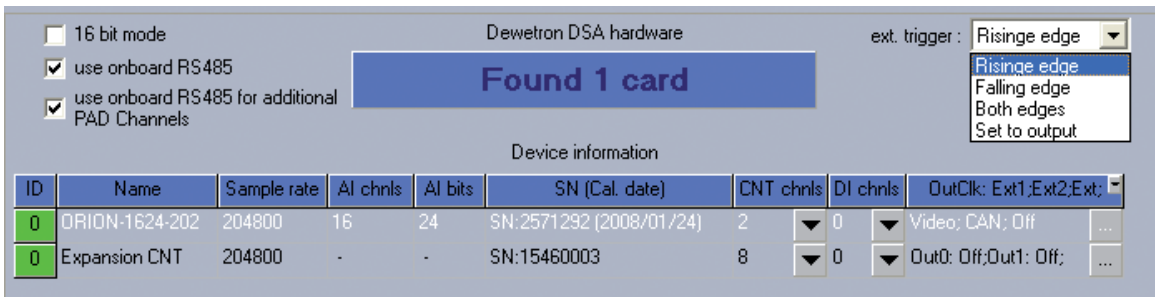 16 bit mode
Dewetron DSA hardware
ext. trigger : Risinge edge
use onboard RS485
Found 1 card
Risinge edge
Falling edge
Both edges
Set to output
use onboard RS485 for additional
PAD Channels
Device information
ID Name Sample rate AI chnls AI bits SN (Cal. date) CNT chnls DI chnls OutClk: Ext1;Ext2;Ext;
0 ORION-1624-202 204800 16 24 SN:2571292 (2008/01/24) 2 0 Video; CAN; Off ...
0 Expansion CNT 204800 - - SN:15460003 8 0 Out0: Off;Out1: Off; ...